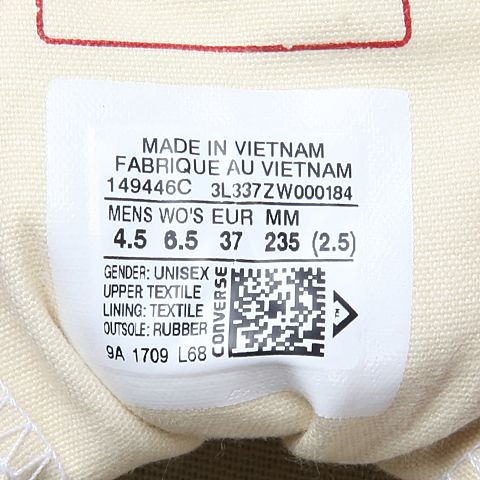 MADE IN VIETNAM
FABRIQUE AU VIETNAM
149446C 3L337ZW000184
MENS WO'S EUR MM
4.5 6.5 37 235 (2.5)
GENDER: UNISEX
UPPER TEXTILE
LINING: TEXTILE
OUTSOLE: RUBBER
9A 1709 L68
CONVERSE